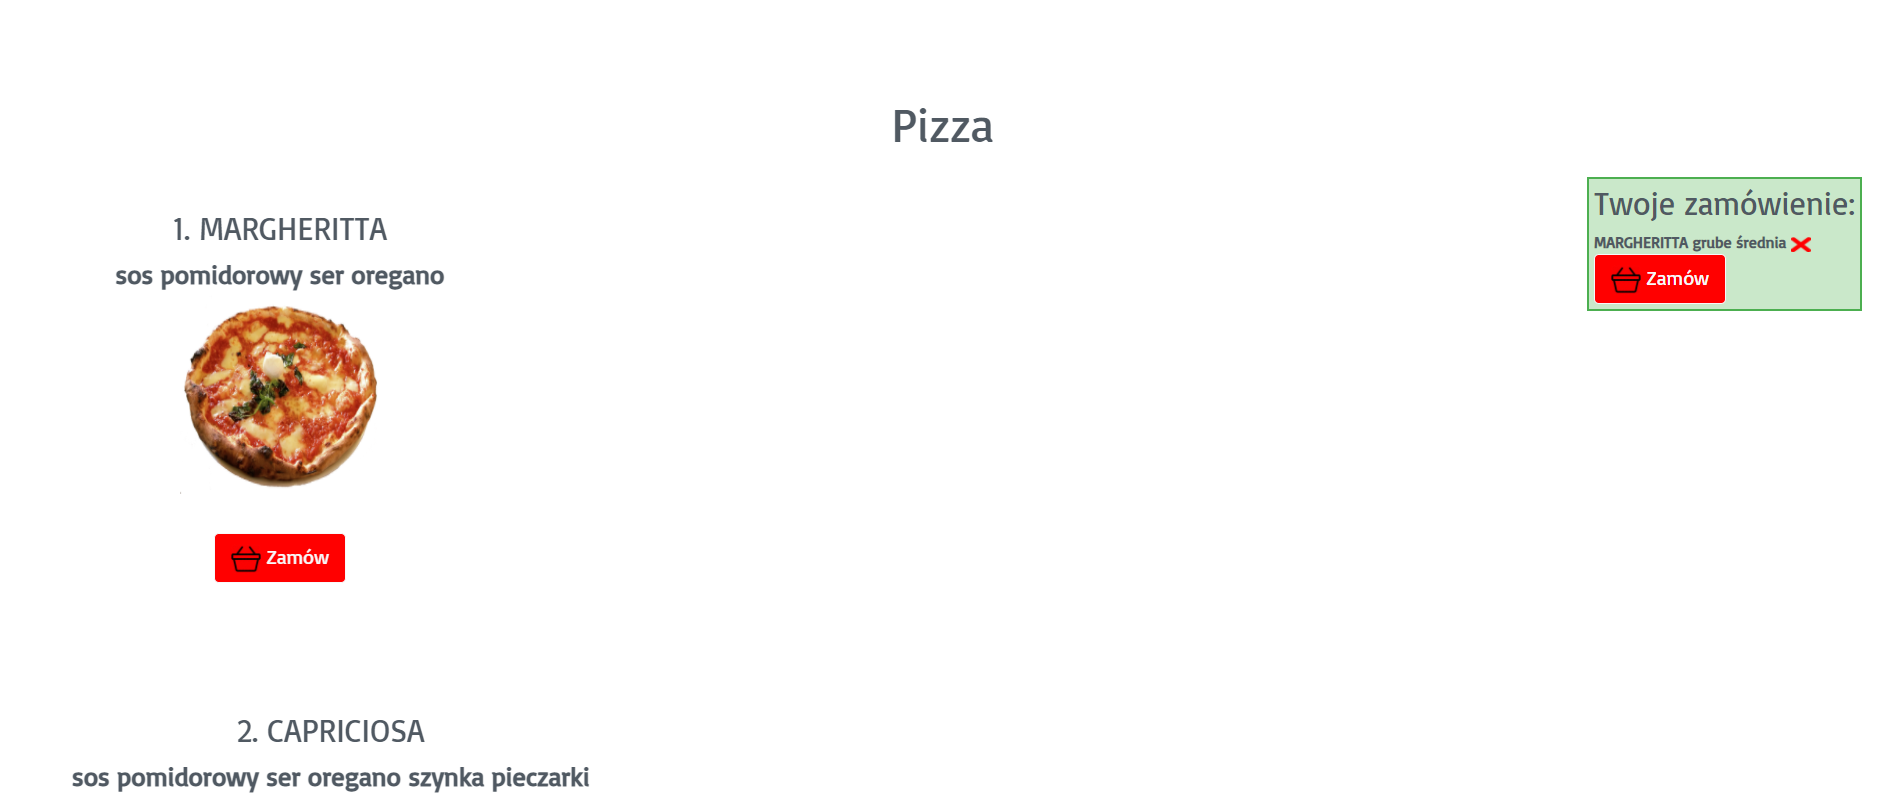 Pizza
1. MARGHERITTA
sos pomidorowy ser oregano
Zamów
2. CAPRICIOSA
sos pomidorowy ser oregano szynka pieczarki
Twoje zamówienie:
MARGHERITTA grube średnia
Zamów